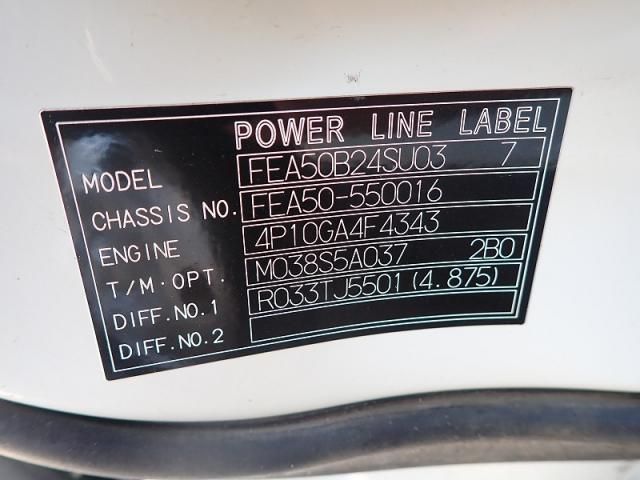 POWER LINE LABEL
MODEL FEA50B24SU03 7
CHASSIS NO. FEA50-550016
ENGINE 4P10GA4F4343
T/M.OPT. M038S5A037 2B0
DIFF.NO.1 R033TJ5501(4.875)
DIFF.NO.2